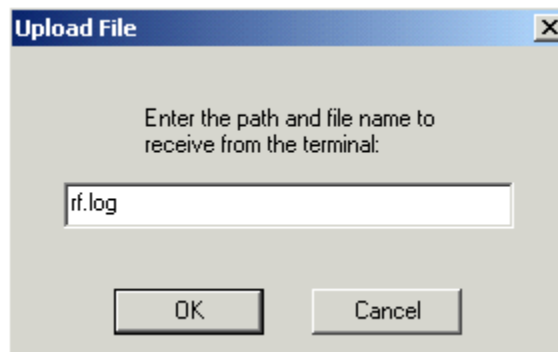 Upload File
Enter the path and file name to
receive from the terminal:
rf.log
OK
Cancel